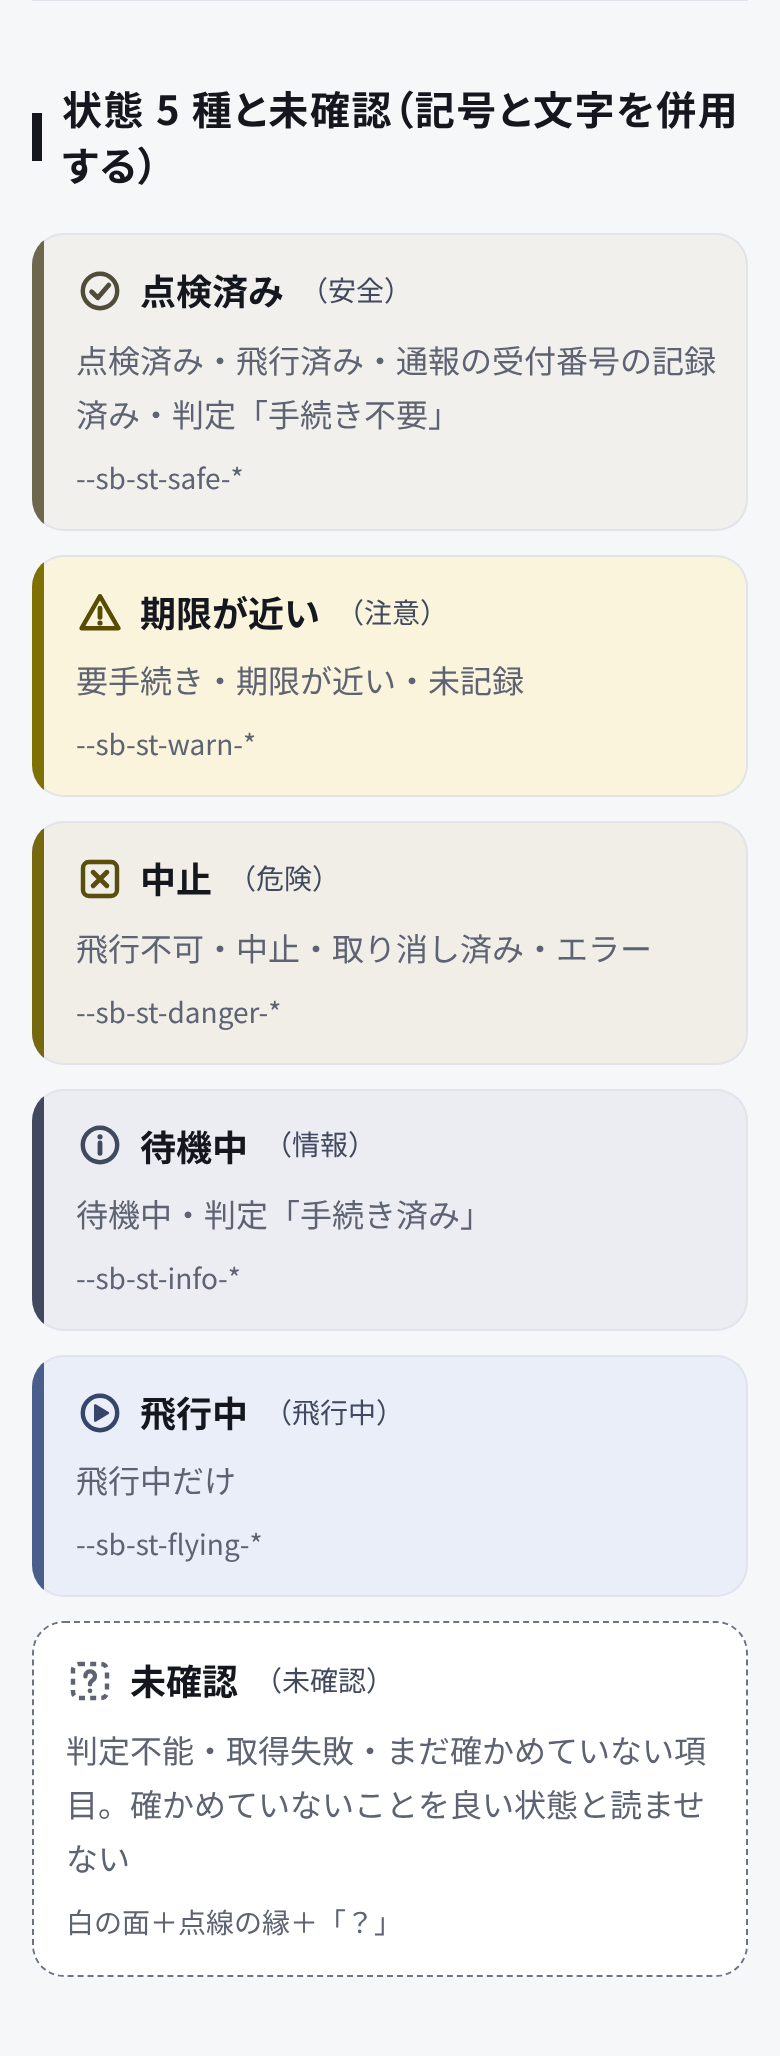 状態 5 種と未確認（記号と文字を併用
する）
点検済み （安全）
点検済み・飛行済み・通報の受付番号の記録
済み・判定「手続き不要」
--sb-st-safe-*
期限が近い （注意）
要手続き・期限が近い・未記録
--sb-st-warn-*
中止 （危険）
飛行不可・中止・取り消し済み・エラー
--sb-st-danger-*
待機中 （情報）
待機中・判定「手続き済み」
--sb-st-info-*
飛行中 （飛行中）
飛行中だけ
--sb-st-flying-*
未確認 （未確認）
判定不能・取得失敗・まだ確かめていない項
目。確かめていないことを良い状態と読ませ
ない
白の面＋点線の縁＋「？」